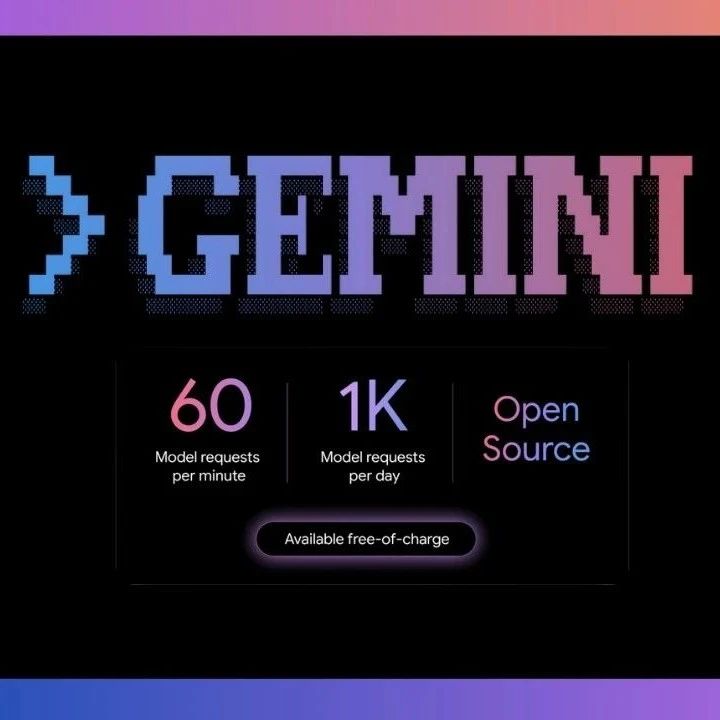 >GEMINI
60
Model requests
per minute
1K
Model requests
per day
Open
Source
Available free-of-charge